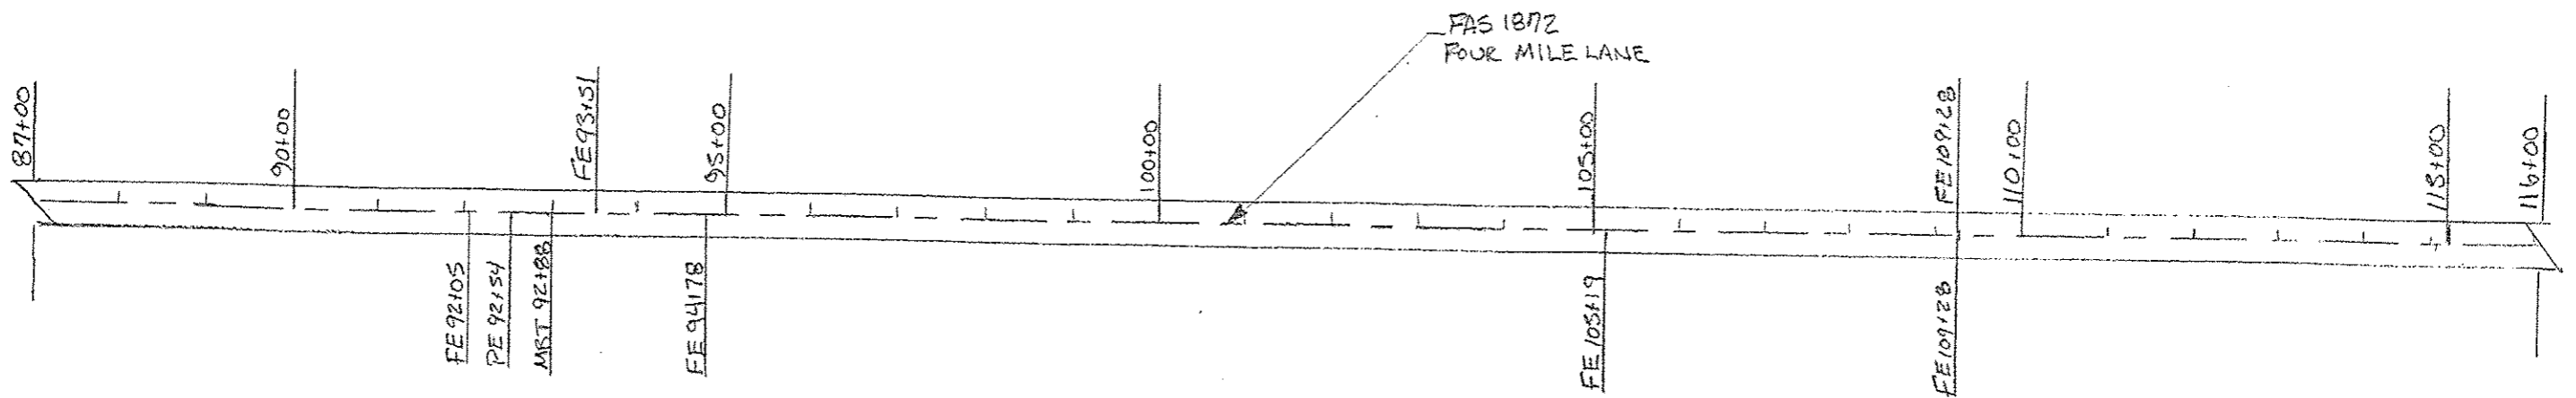 FAS 1872
FOUR MILE LANE
87+00
90+00
FE 93+51
95+00
100+00
105+00
FE 109+28
110+00
115+00
116+00
FE 92+05
PE 92+54
MBT 92+88
FE 94+78
FE 105+19
FE 109+28